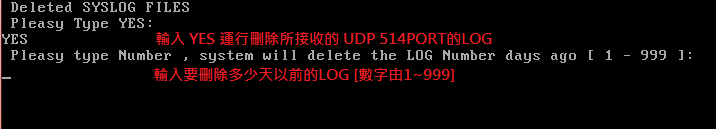 Deleted SYSLOG FILES
Pleasy Type YES:
YES 輸入 YES 運行刪除所接收的 UDP 514PORT的LOG
Pleasy type Number , system will delete the LOG Number days ago [ 1 - 999 ]:
_ 輸入要刪除多少天以前的LOG [數字由1~999]